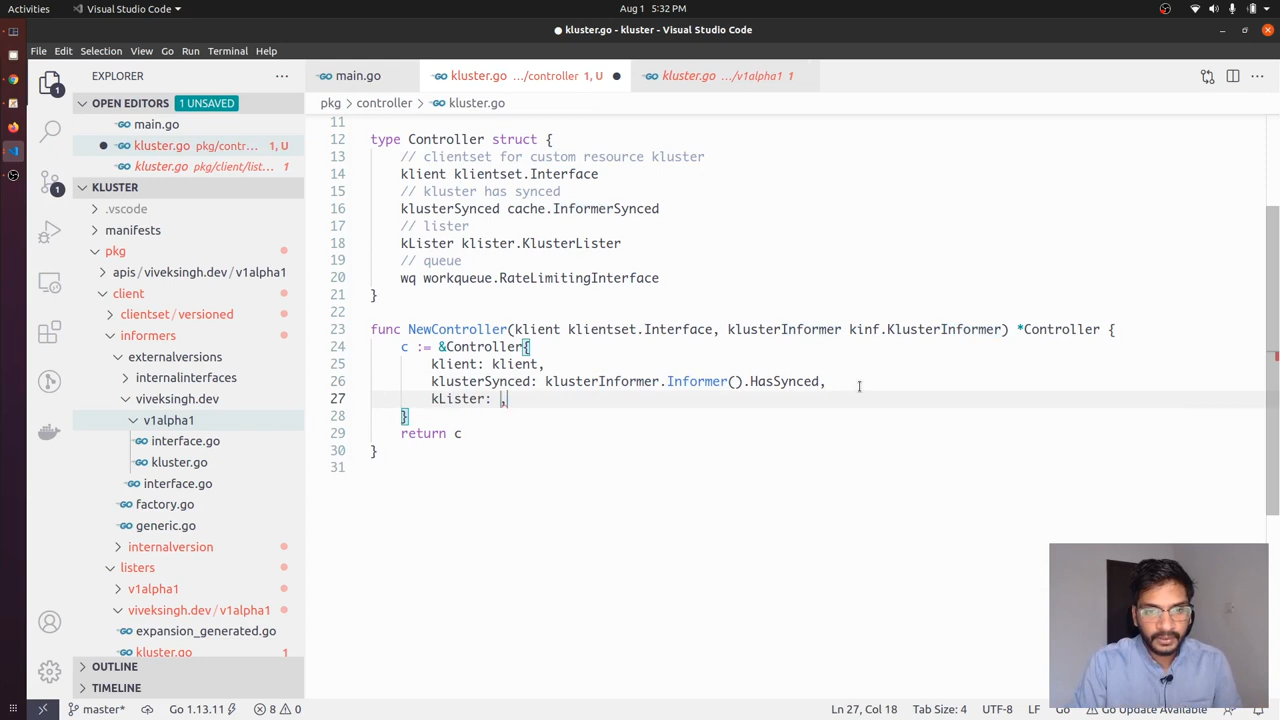 Activities
Visual Studio Code
Aug 1 5:32 PM
kluster.go - kluster - Visual Studio Code
File Edit Selection View Go Run Terminal Help
EXPLORER
main.go
kluster.go .../controller 1, U
kluster.go .../v1alpha1 1
OPEN EDITORS 1 UNSAVED
main.go
kluster.go pkg/contr... 1, U
kluster.go pkg/client/list... 1
KLUSTER
.vscode
manifests
pkg
apis / viveksingh.dev / v1alpha1
client
clientset / versioned
informers
externalversions
internalinterfaces
viveksingh.dev
v1alpha1
interface.go
kluster.go
interface.go
factory.go
generic.go
internalversion
listers
v1alpha1
viveksingh.dev / v1alpha1
expansion_generated.go
kluster.go 1
OUTLINE
TIMELINE
pkg > controller > kluster.go
11
12 type Controller struct {
13 // clientset for custom resource kluster
14 klient klientset.Interface
15 // kluster has synced
16 klusterSynced cache.InformerSynced
17 // lister
18 kLister klister.KlusterLister
19 // queue
20 wq workqueue.RateLimitingInterface
21 }
22
23 func NewController(klient klientset.Interface, klusterInformer kinf.KlusterInformer) *Controller {
24 c := &Controller{
25 klient: klient,
26 klusterSynced: klusterInformer.Informer().HasSynced,
27 kLister: ,
28 }
29 return c
30 }
31
master* Go 1.13.11 8 0
Ln 27, Col 18 Tab Size: 4 UTF-8 LF Go Go Update Available